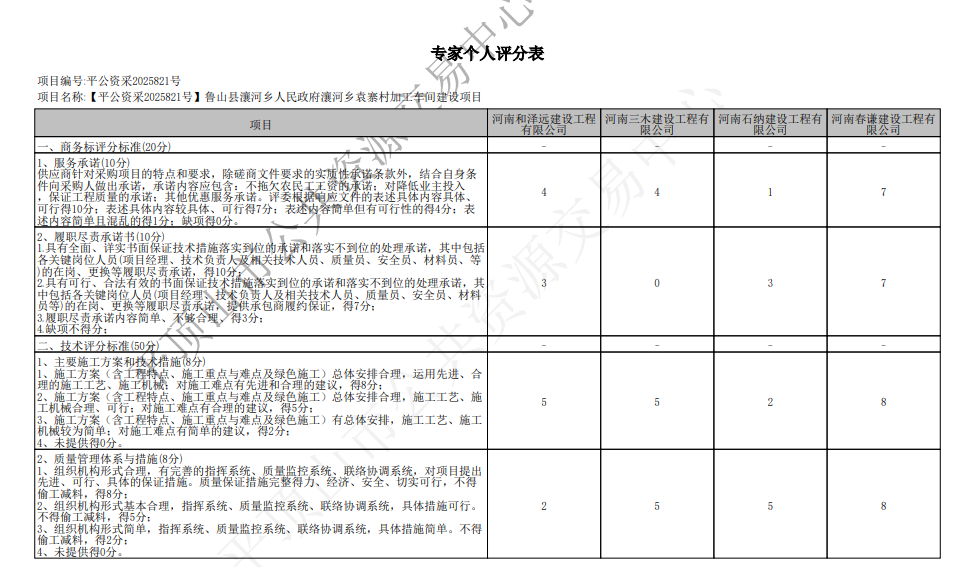 专家个人评分表
项目编号:平公资采2025821号
项目名称:【平公资采2025821号】鲁山县瀼河乡人民政府瀼河乡袁寨村加工车间建设项目
项目
河南和泽远建设工程有限公司
河南三木建设工程有限公司
河南石纳建设工程有限公司
河南春谦建设工程有限公司
一、商务标评分标准(20分)
- - - -
1、服务承诺(10分)
供应商针对采购项目的特点和要求，除磋商文件要求的实质性承诺条款外，结合自身条
件向采购人做出承诺，承诺内容应包含：不拖欠农民工工资的承诺；对降低业主投入
，保证工程质量的承诺；其他优惠服务承诺。评委根据响应文件的表述具体内容具体、
可行得10分；表述具体内容较具体、可行得7分；表述内容简单但有可行性的得4分；表
述内容简单且混乱的得1分；缺项得0分。
4 4 1 7
2、履职尽责承诺书(10分)
1.具有全面、详实书面保证技术措施落实到位的承诺和落实不到位的处理承诺，其中包括
各关键岗位人员(项目经理、技术负责人及相关技术人员、质量员、安全员、材料员、等
)的在岗、更换等履职尽责承诺，得10分；
2.具有可行、合法有效的书面保证技术措施落实到位的承诺和落实不到位的处理承诺，其
中包括各关键岗位人员(项目经理、技术负责人及相关技术人员、质量员、安全员、材料
员等)的在岗、更换等履职尽责承诺、提供承包商履约保证，得7分；
3.履职尽责承诺内容简单、不够合理、得3分；
4.缺项不得分；
3 0 3 7
二、技术评分标准(50分)
- - - -
1、主要施工方案和技术措施(8分)
1、施工方案（含工程特点、施工重点与难点及绿色施工）总体安排合理，运用先进、合
理的施工工艺、施工机械；对施工难点有先进和合理的建议，得8分；
2、施工方案（含工程特点、施工重点与难点及绿色施工）总体安排合理，施工工艺、施
工机械合理、可行；对施工难点有合理的建议，得5分；
3、施工方案（含工程特点、施工重点与难点及绿色施工）有总体安排，施工工艺、施工
机械较为简单；对施工难点有简单的建议，得2分；
4、未提供得0分。
5 5 2 8
2、质量管理体系与措施(8分)
1、组织机构形式合理，有完善的指挥系统、质量监控系统、联络协调系统，对项目提出
先进、可行、具体的保证措施。质量保证措施完整得力、经济、安全、切实可行，不得
偷工减料，得8分；
2、组织机构形式基本合理，指挥系统、质量监控系统、联络协调系统，具体措施可行。
不得偷工减料，得5分；
3、组织机构形式简单，指挥系统、质量监控系统、联络协调系统，具体措施简单。不得
偷工减料，得2分；
4、未提供得0分。
2 5 5 8
平顶山市公共资源交易中心
平顶山市公共资源交易中心